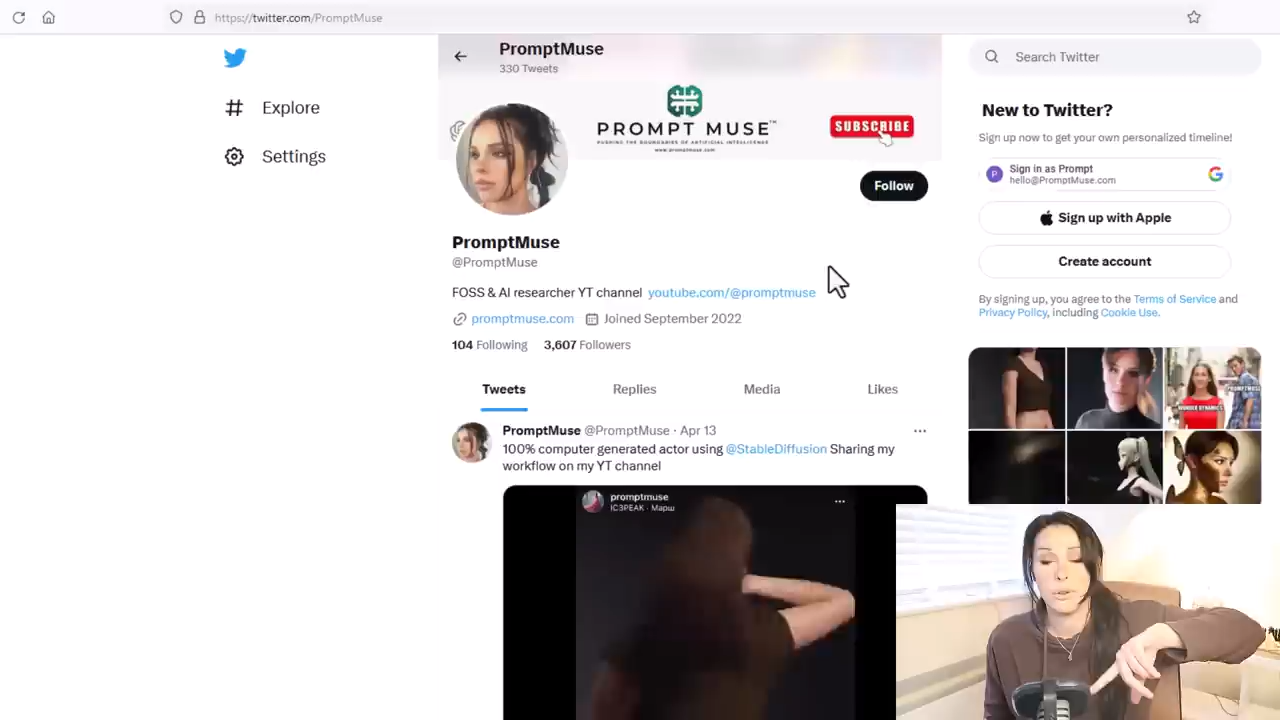 https://twitter.com/PromptMuse
PromptMuse
330 Tweets
Explore
Settings
PROMPT MUSE™
PUSHING THE BOUNDARIES OF ARTIFICIAL INTELLIGENCE
www.promptmuse.com
SUBSCRIBE
Follow
PromptMuse
@PromptMuse
FOSS & AI researcher YT channel youtube.com/@promptmuse
promptmuse.com Joined September 2022
104 Following 3,607 Followers
Tweets Replies Media Likes
PromptMuse @PromptMuse · Apr 13
100% computer generated actor using @StableDiffusion Sharing my
workflow on my YT channel
promptmuse
IC3PEAK · Марш
Search Twitter
New to Twitter?
Sign up now to get your own personalized timeline!
P
Sign in as Prompt
hello@PromptMuse.com
Sign up with Apple
Create account
By signing up, you agree to the Terms of Service and
Privacy Policy, including Cookie Use.
WONDER DYNAMICS
PROMPTMUSE